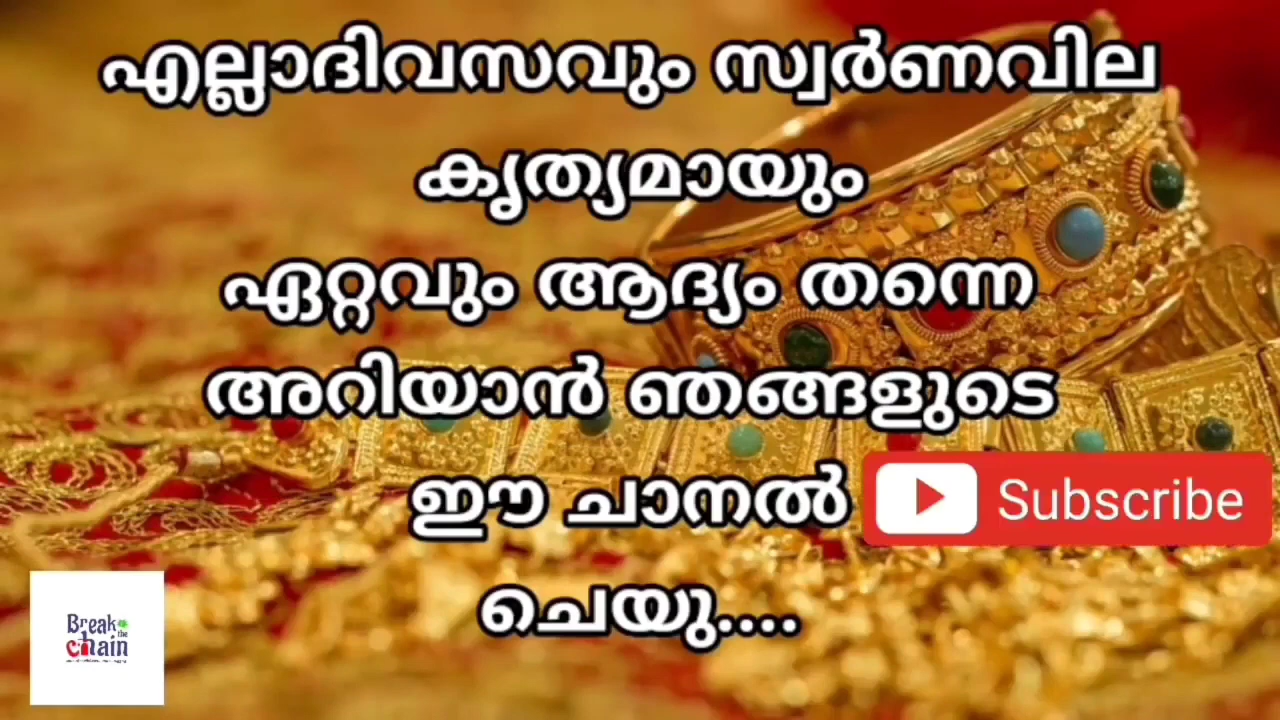 എല്ലാദിവസവും സ്വർണവില
കൃത്യമായും
ഏറ്റവും ആദ്യം തന്നെ
അറിയാൻ ഞങ്ങളുടെ
ഈ ചാനൽ Subscribe
ചെയു....
Break
the
chain